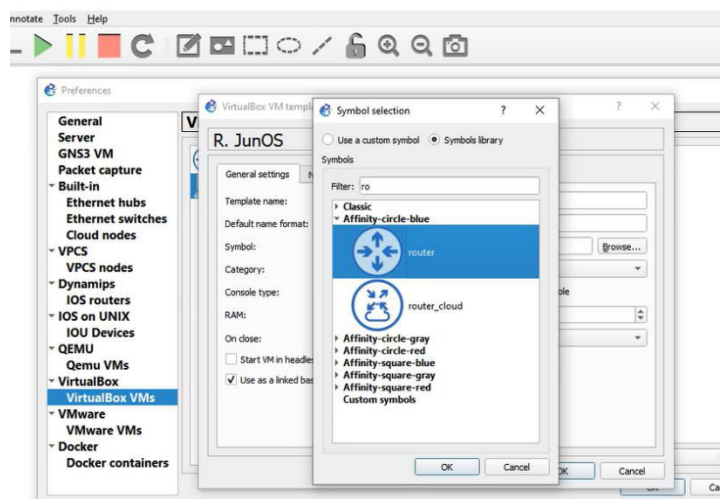 nnotate Tools Help
Preferences
General
Server
GNS3 VM
Packet capture
Built-in
Ethernet hubs
Ethernet switches
Cloud nodes
VPCS
VPCS nodes
Dynamips
IOS routers
IOS on UNIX
IOU Devices
QEMU
Qemu VMs
VirtualBox
VirtualBox VMs
VMware
VMware VMs
Docker
Docker containers
V
VirtualBox VM templ
? ×
R. JunOS
General settings N
Template name:
Default name format:
Symbol:
Browse...
Category:
Console type:
ole
RAM:
On close:
Start VM in headle
Use as a linked bas
OK
Cancel
Symbol selection
? ×
Use a custom symbol
Symbols library
Symbols
Filter: ro
Classic
Affinity-circle-blue
router
router_cloud
Affinity-circle-gray
Affinity-circle-red
Affinity-square-blue
Affinity-square-gray
Affinity-square-red
Custom symbols
OK
Cancel
Ca